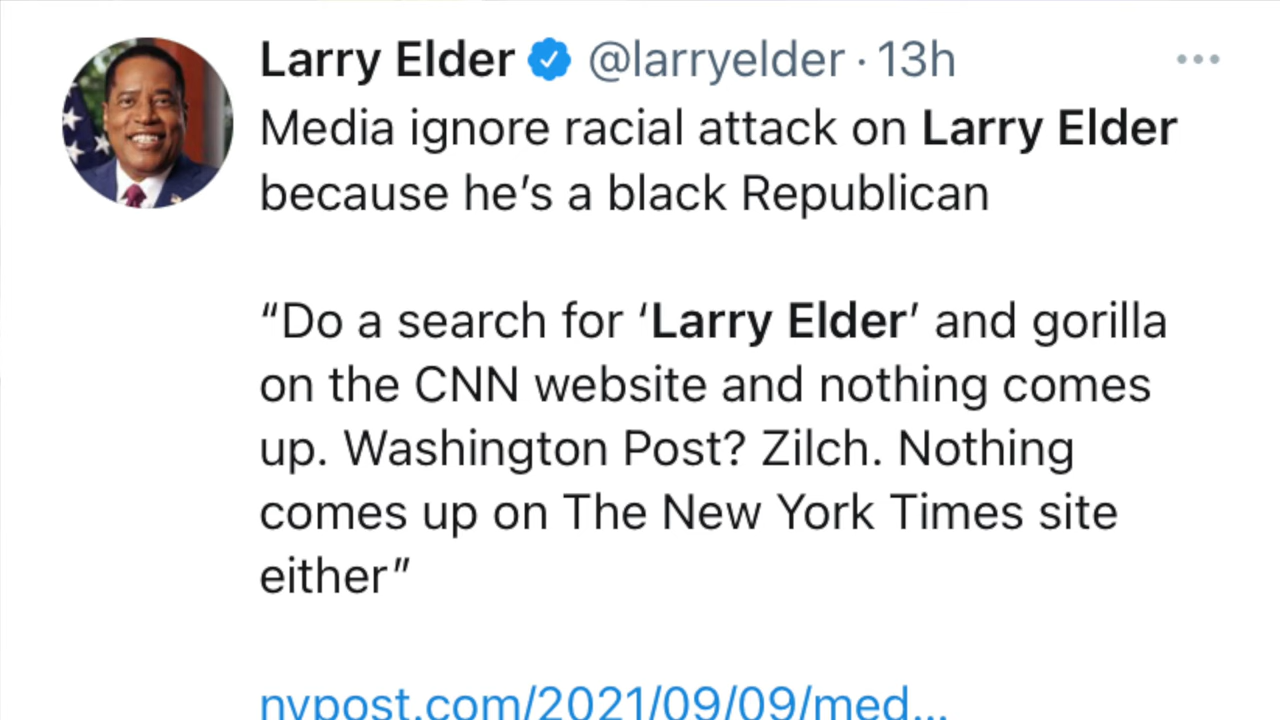 Larry Elder @larryelder · 13h
Media ignore racial attack on Larry Elder
because he's a black Republican
“Do a search for ‘Larry Elder’ and gorilla
on the CNN website and nothing comes
up. Washington Post? Zilch. Nothing
comes up on The New York Times site
either”
nypost.com/2021/09/09/med...